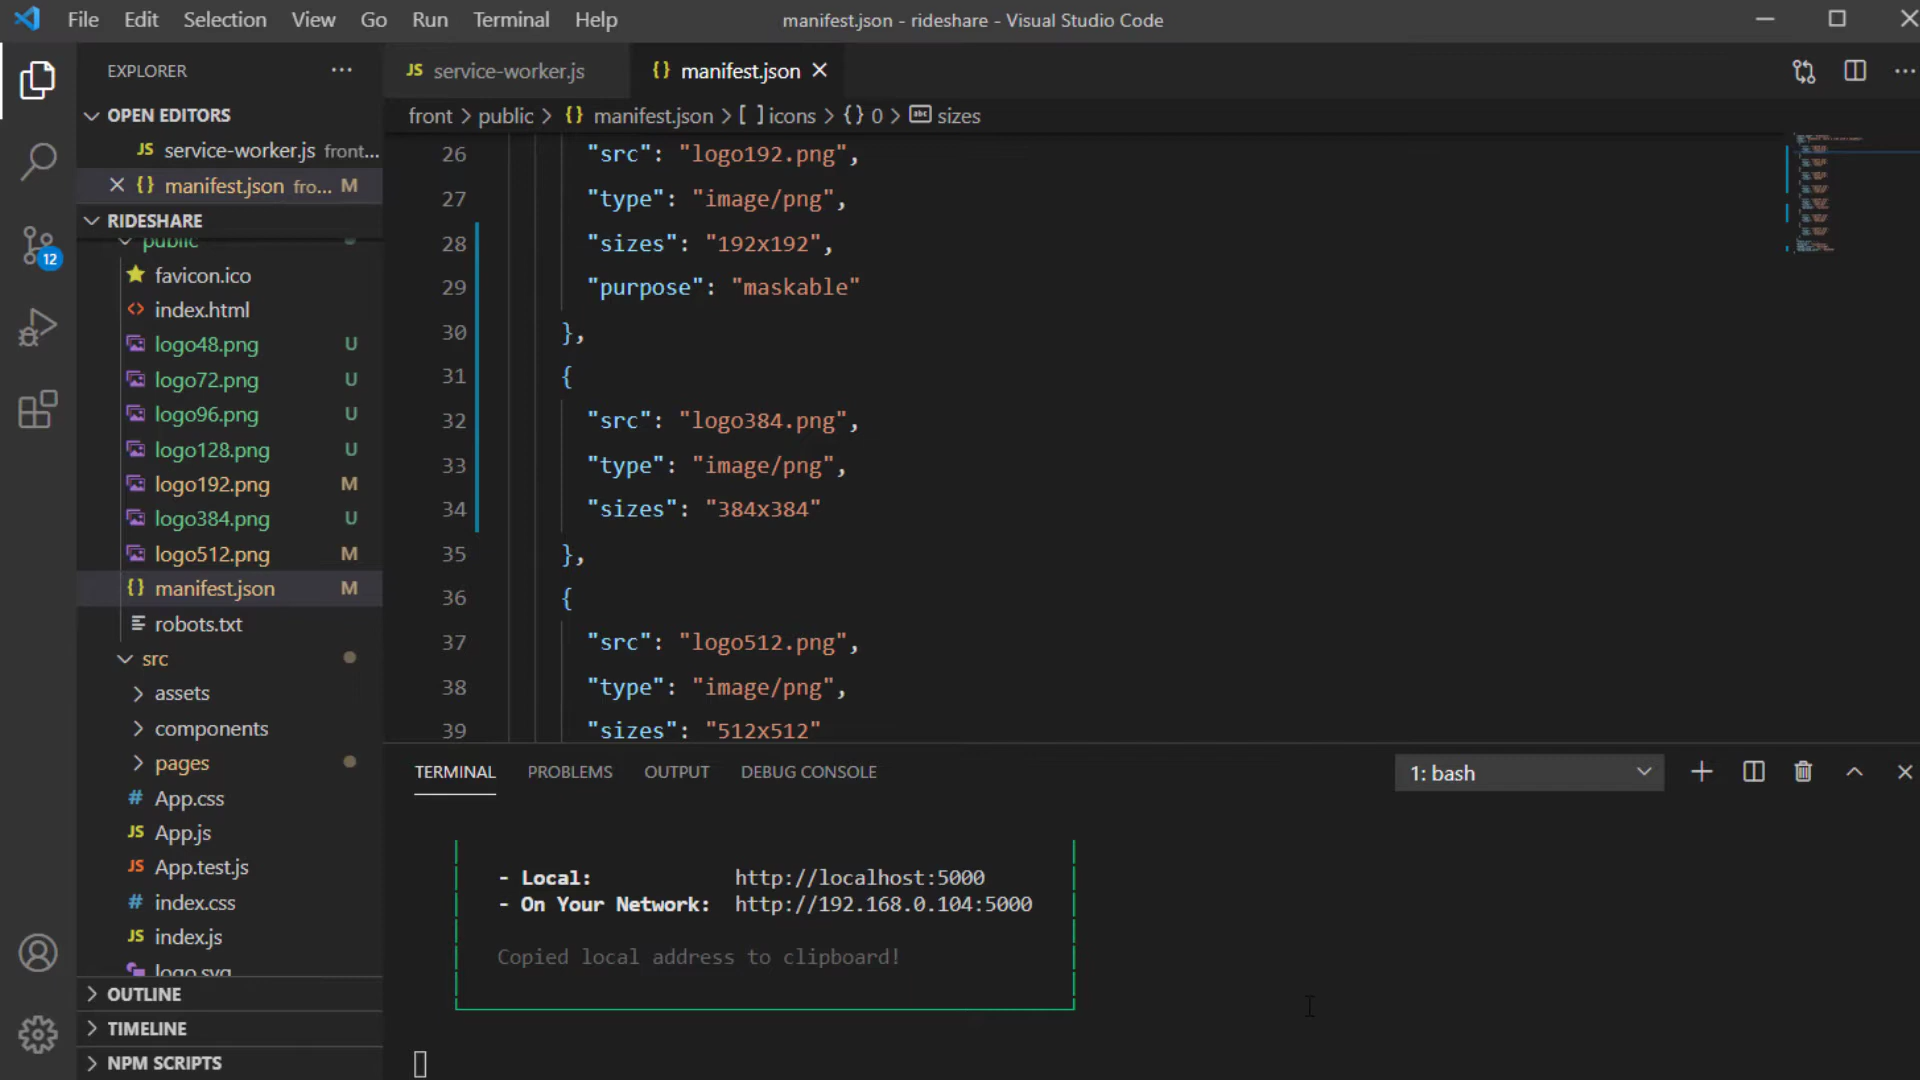 File Edit Selection View Go Run Terminal Help manifest.json - rideshare - Visual Studio Code
EXPLORER
OPEN EDITORS
JS service-worker.js front...
{} manifest.json fro... M
RIDESHARE
public
favicon.ico
index.html
logo48.png U
logo72.png U
logo96.png U
logo128.png U
logo192.png M
logo384.png U
logo512.png M
{} manifest.json M
robots.txt
src
assets
components
pages
# App.css
JS App.js
JS App.test.js
# index.css
JS index.js
logo.svg
OUTLINE
TIMELINE
NPM SCRIPTS
12
JS service-worker.js {} manifest.json
front > public > {} manifest.json > [ ] icons > {} 0 > abc sizes
26 "src": "logo192.png",
27 "type": "image/png",
28 "sizes": "192x192",
29 "purpose": "maskable"
30 },
31 {
32 "src": "logo384.png",
33 "type": "image/png",
34 "sizes": "384x384"
35 },
36 {
37 "src": "logo512.png",
38 "type": "image/png",
39 "sizes": "512x512"
TERMINAL PROBLEMS OUTPUT DEBUG CONSOLE 1: bash
- Local: http://localhost:5000
- On Your Network: http://192.168.0.104:5000
Copied local address to clipboard!